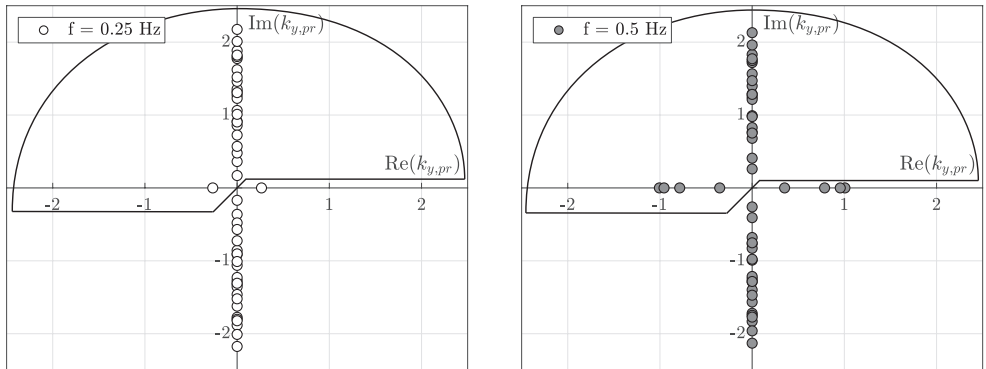 f = 0.25 Hz
Im(k_{y,pr})
Re(k_{y,pr})
2
1
-1
-2
-2
-1
1
2
f = 0.5 Hz
Im(k_{y,pr})
Re(k_{y,pr})
2
1
-1
-2
-2
-1
1
2